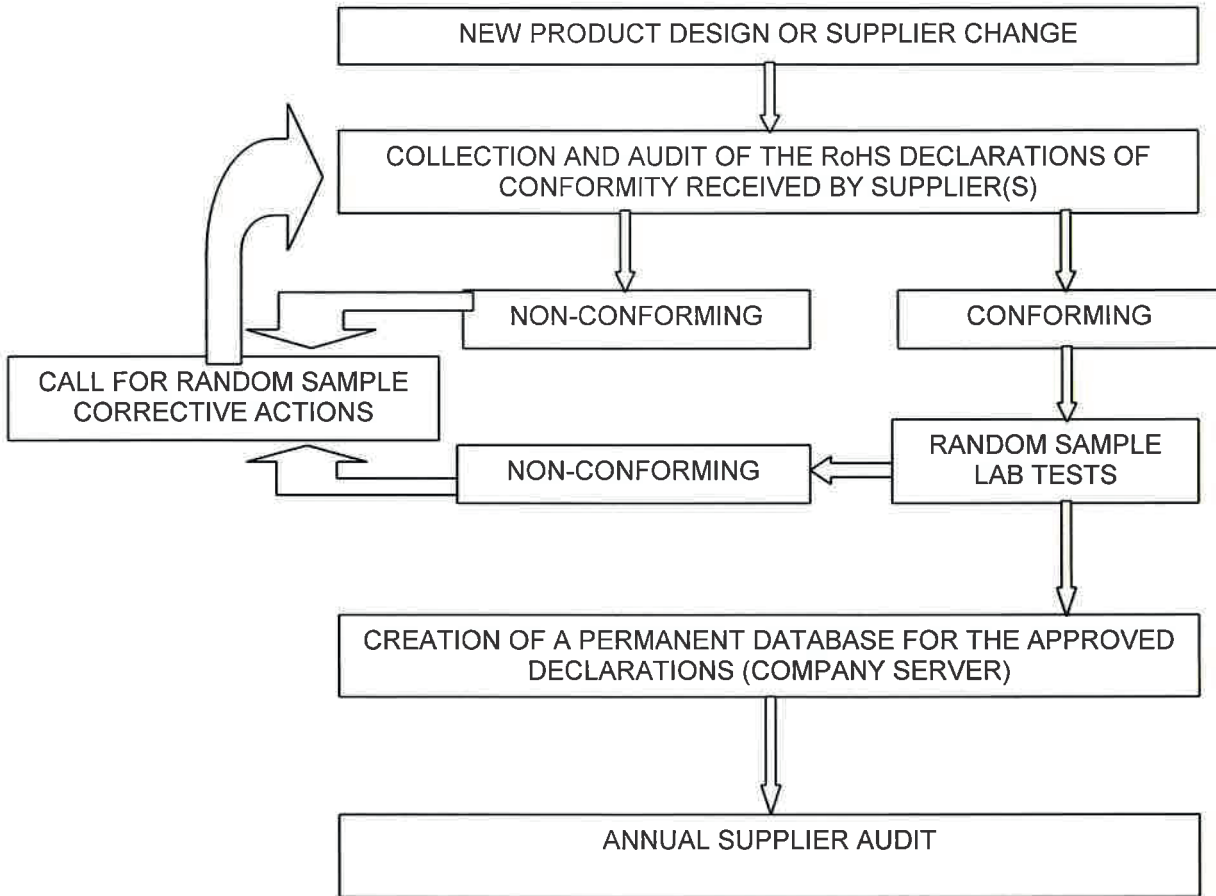 NEW PRODUCT DESIGN OR SUPPLIER CHANGE
COLLECTION AND AUDIT OF THE RoHS DECLARATIONS OF
CONFORMITY RECEIVED BY SUPPLIER(S)
NON-CONFORMING
CONFORMING
CALL FOR RANDOM SAMPLE
CORRECTIVE ACTIONS
NON-CONFORMING
RANDOM SAMPLE
LAB TESTS
CREATION OF A PERMANENT DATABASE FOR THE APPROVED
DECLARATIONS (COMPANY SERVER)
ANNUAL SUPPLIER AUDIT